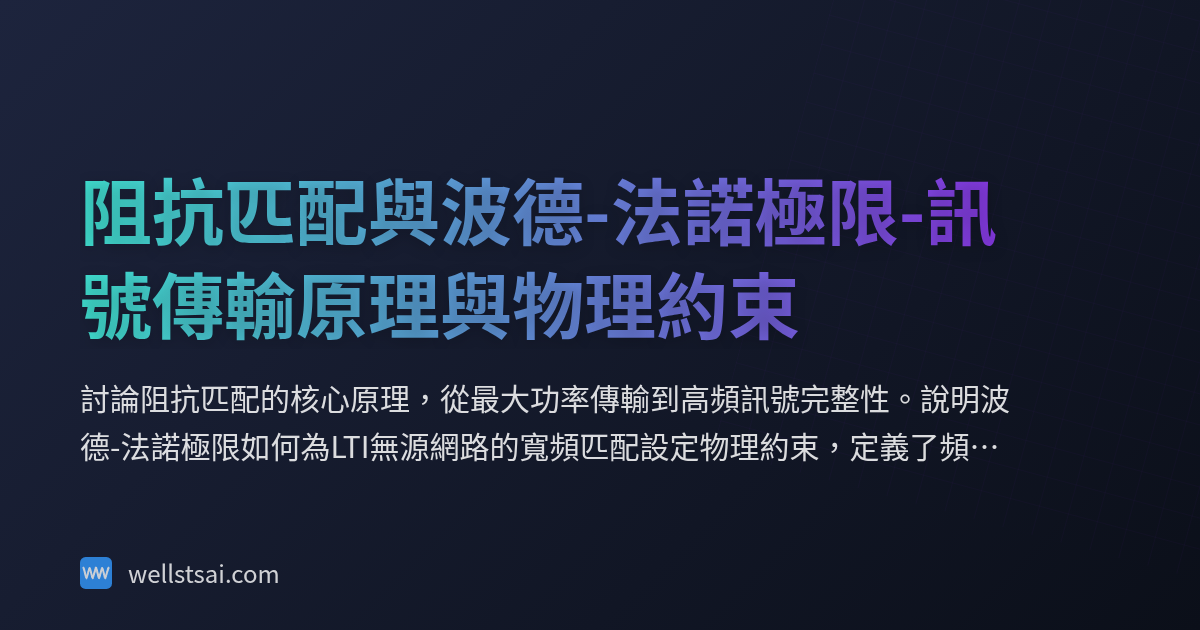 阻抗匹配與波德-法諾極限-訊
號傳輸原理與物理約束
討論阻抗匹配的核心原理，從最大功率傳輸到高頻訊號完整性。說明波
德-法諾極限如何為LTI無源網路的寬頻匹配設定物理約束，定義了頻…
W wellstsai.com